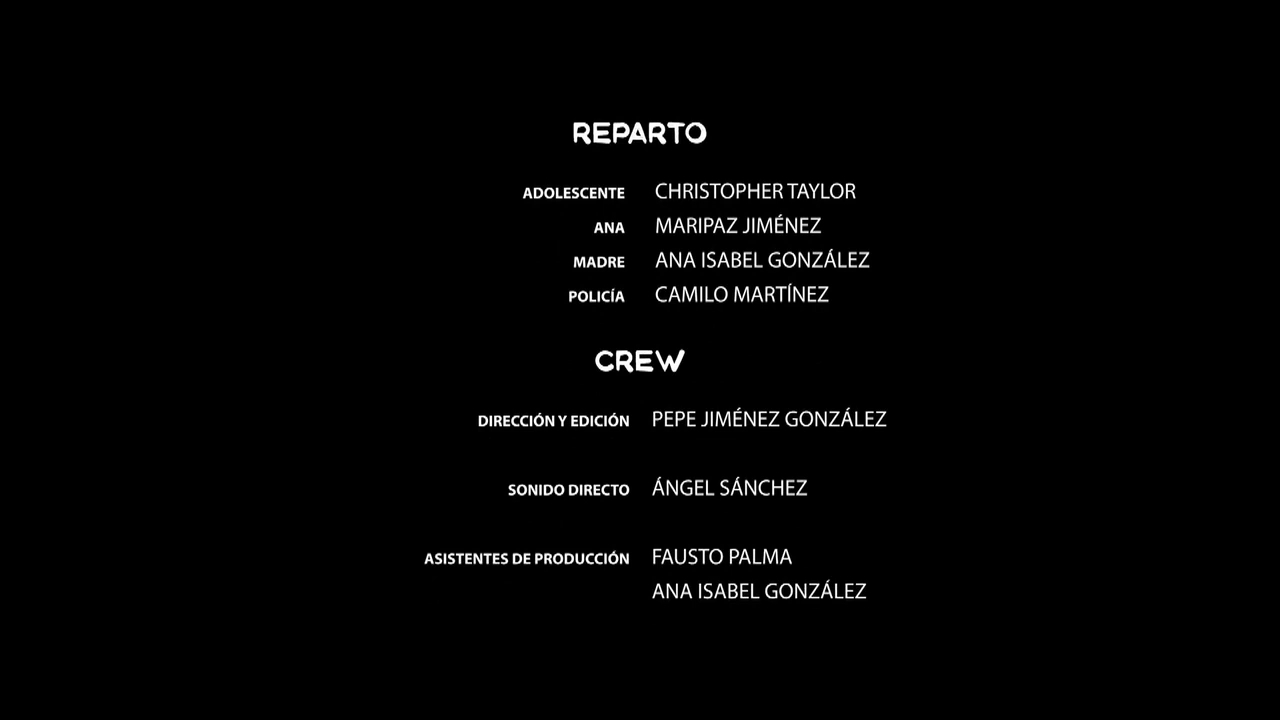 REPARTO
ADOLESCENTE CHRISTOPHER TAYLOR
ANA MARIPAZ JIMÉNEZ
MADRE ANA ISABEL GONZÁLEZ
POLICÍA CAMILO MARTÍNEZ
CREW
DIRECCIÓN Y EDICIÓN PEPE JIMÉNEZ GONZÁLEZ
SONIDO DIRECTO ÁNGEL SÁNCHEZ
ASISTENTES DE PRODUCCIÓN FAUSTO PALMA
ANA ISABEL GONZÁLEZ